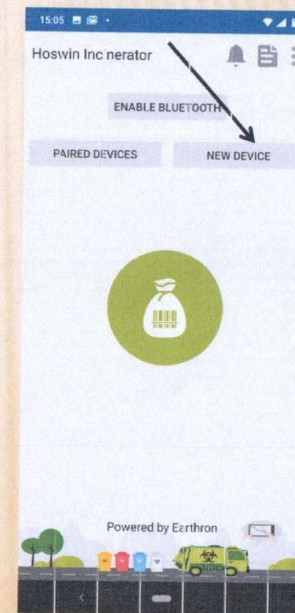 15:05
Hoswin Inc nerator
ENABLE BLUETOOTH
PAIRED DEVICES
NEW DEVICE
Powered by Earthron